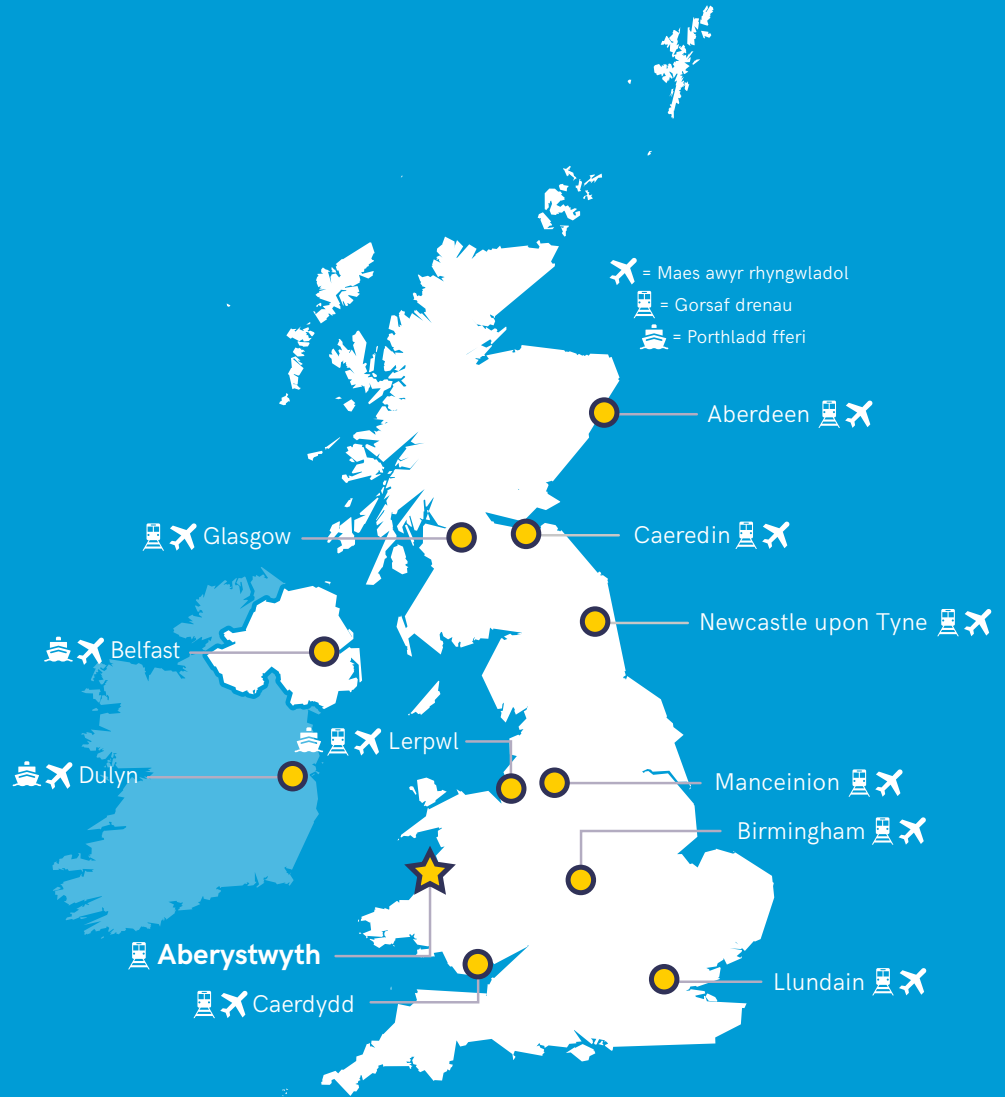 = Maes awyr rhyngwladol
= Gorsaf drenau
= Porthladd fferi
Aberdeen
Glasgow
Caeredin
Newcastle upon Tyne
Belfast
Lerpwl
Dulyn
Manceinion
Birmingham
Aberystwyth
Llundain
Caerdydd